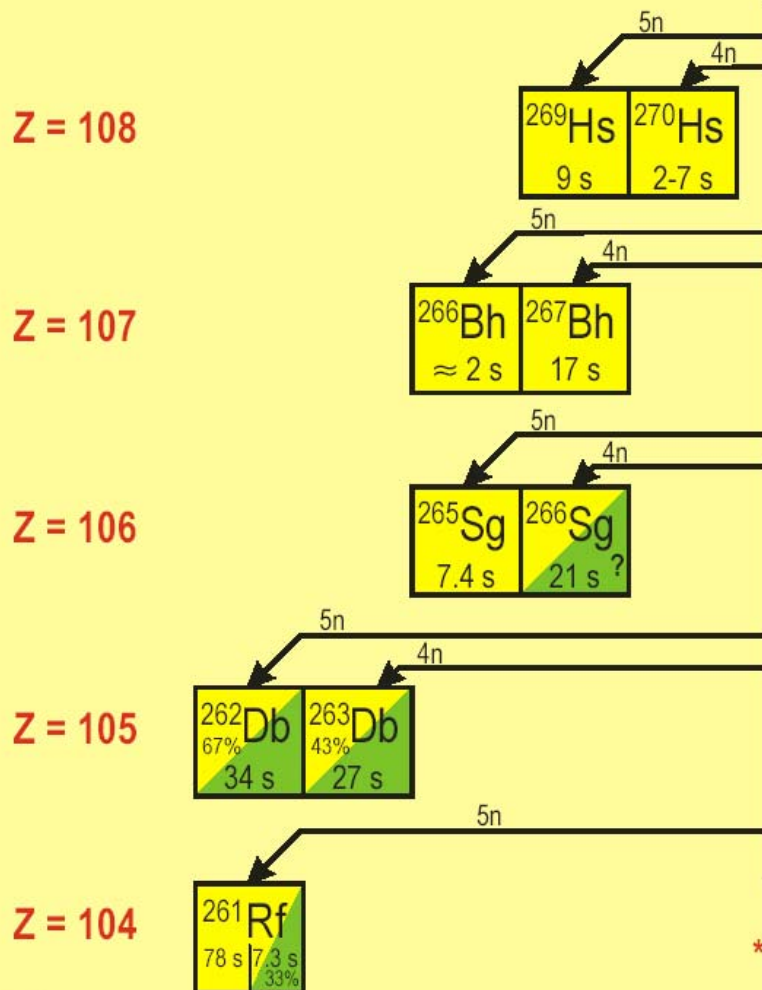 5n
4n
Z = 108
269Hs 270Hs
9 s 2-7 s
5n
4n
Z = 107
266Bh 267Bh
≈ 2 s 17 s
5n
4n
Z = 106
265Sg 266Sg
7.4 s 21 s ?
5n
4n
Z = 105
262Db 263Db
67% 43%
34 s 27 s
5n
Z = 104
261Rf
78 s 7.3 s
33%
*